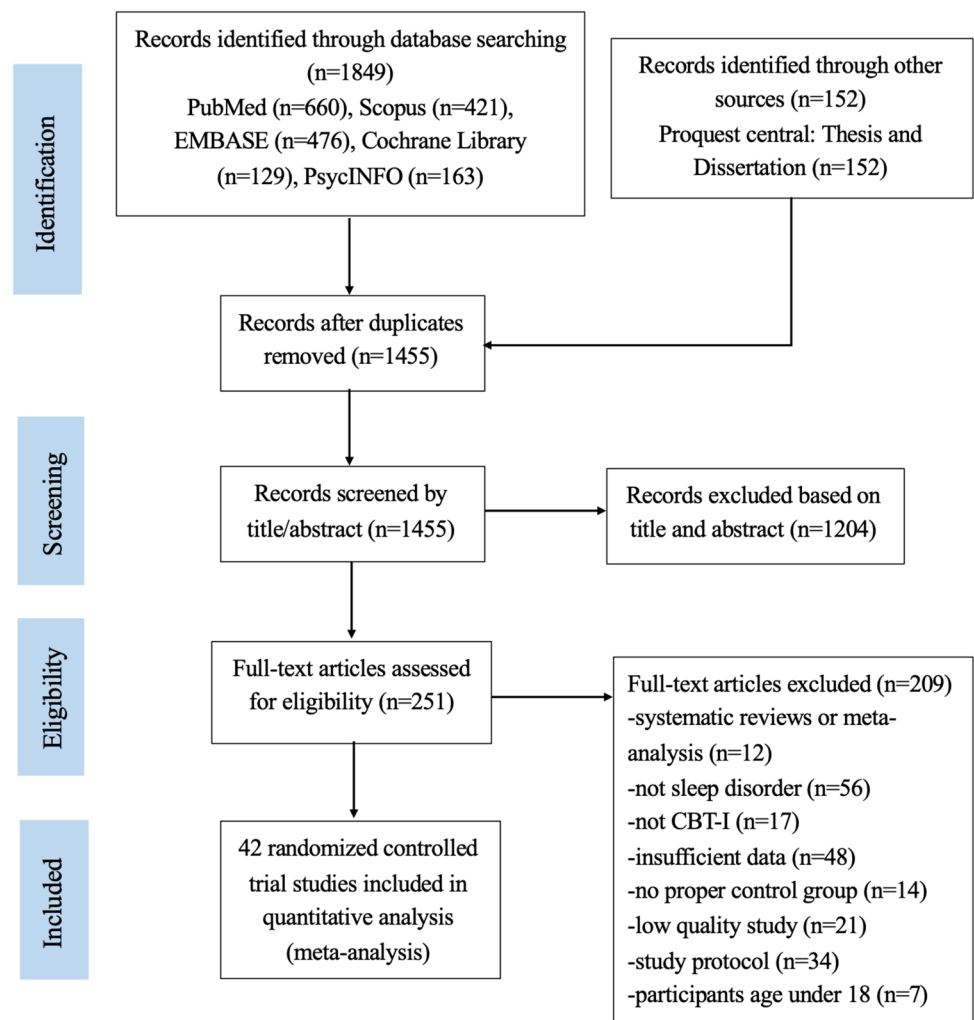 Identification
Records identified through database searching
(n=1849)
PubMed (n=660), Scopus (n=421),
EMBASE (n=476), Cochrane Library
(n=129), PsycINFO (n=163)
Records identified through other
sources (n=152)
Proquest central: Thesis and
Dissertation (n=152)
Records after duplicates
removed (n=1455)
Screening
Records screened by
title/abstract (n=1455)
Records excluded based on
title and abstract (n=1204)
Eligibility
Full-text articles assessed
for eligibility (n=251)
Full-text articles excluded (n=209)
-systematic reviews or meta-
analysis (n=12)
-not sleep disorder (n=56)
-not CBT-I (n=17)
-insufficient data (n=48)
-no proper control group (n=14)
-low quality study (n=21)
-study protocol (n=34)
-participants age under 18 (n=7)
Included
42 randomized controlled
trial studies included in
quantitative analysis
(meta-analysis)